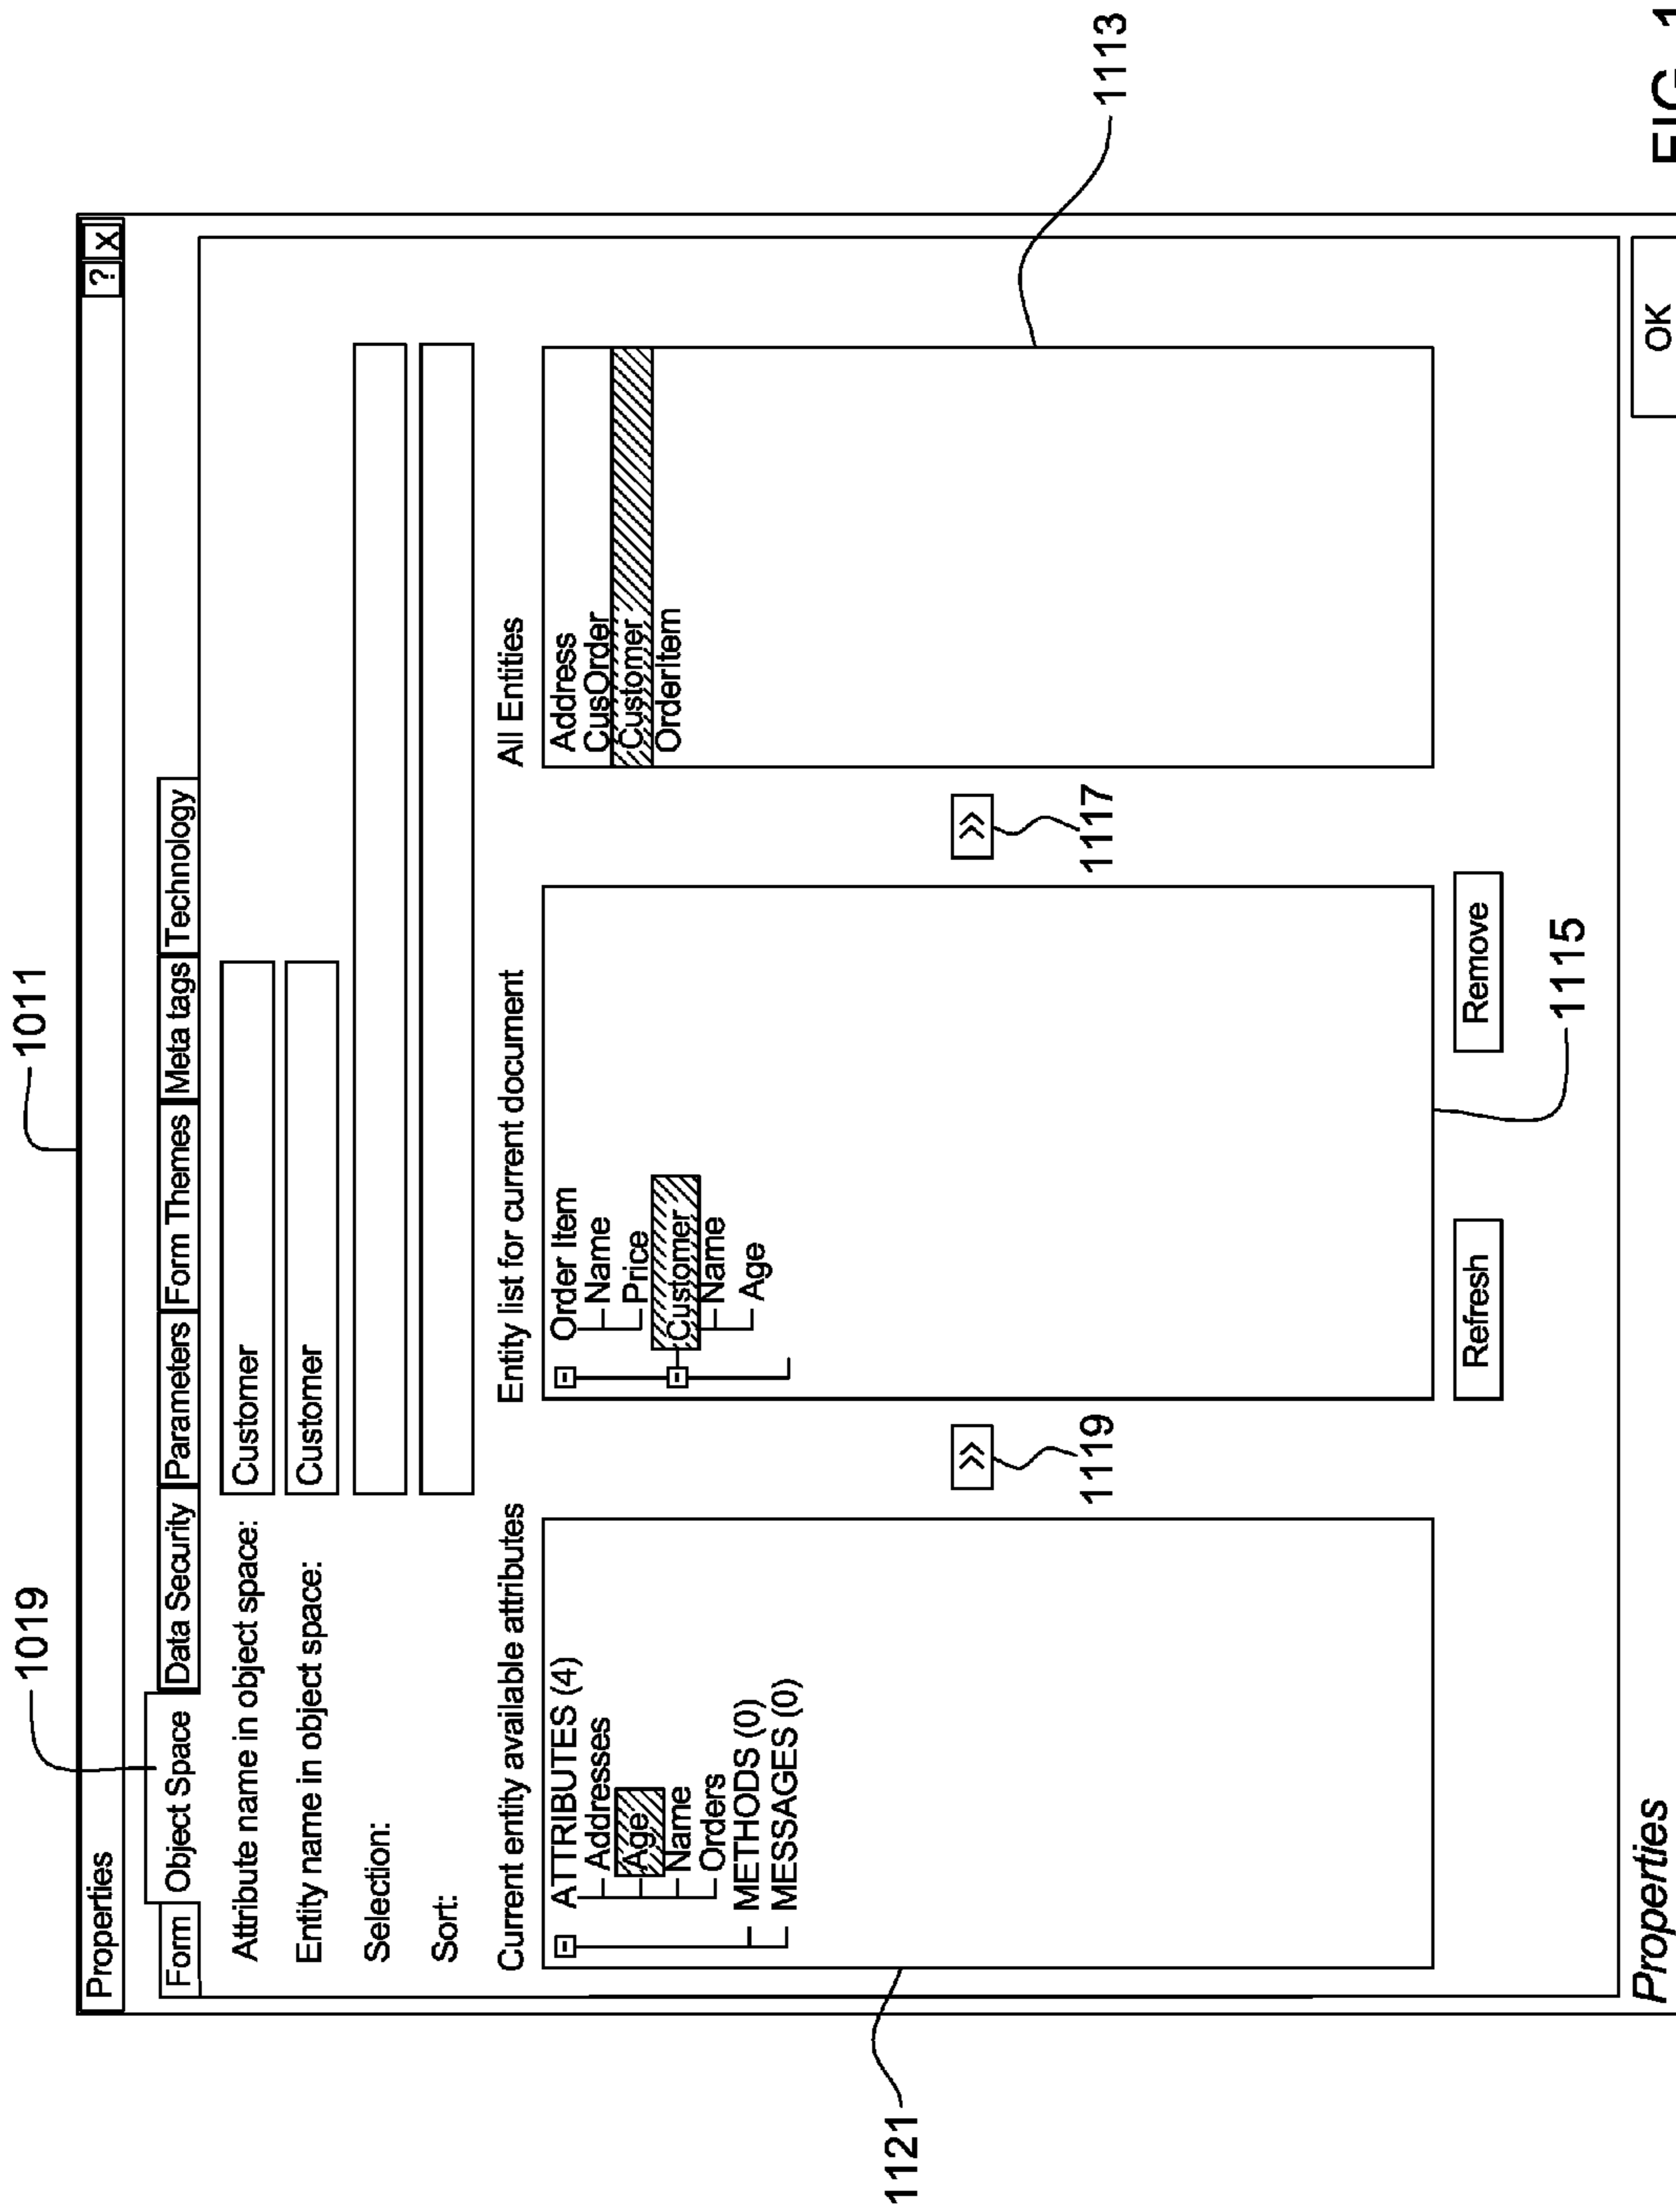 1011
1019
Properties
? X
Form
Object Space
Data Security
Parameters
Form Themes
Meta tags
Technology
Attribute name in object space:
Customer
Entity name in object space:
Customer
Selection:
Sort:
Current entity available attributes
ATTRIBUTES (4)
Addresses
Age
Name
Orders
METHODS (0)
MESSAGES (0)
1121
>>
1119
Entity list for current document
Order Item
Name
Price
Customer
Name
Age
Refresh
Remove
1115
>>
1117
All Entities
Address
CusOrder
Customer
OrderItem
1113
Properties
OK